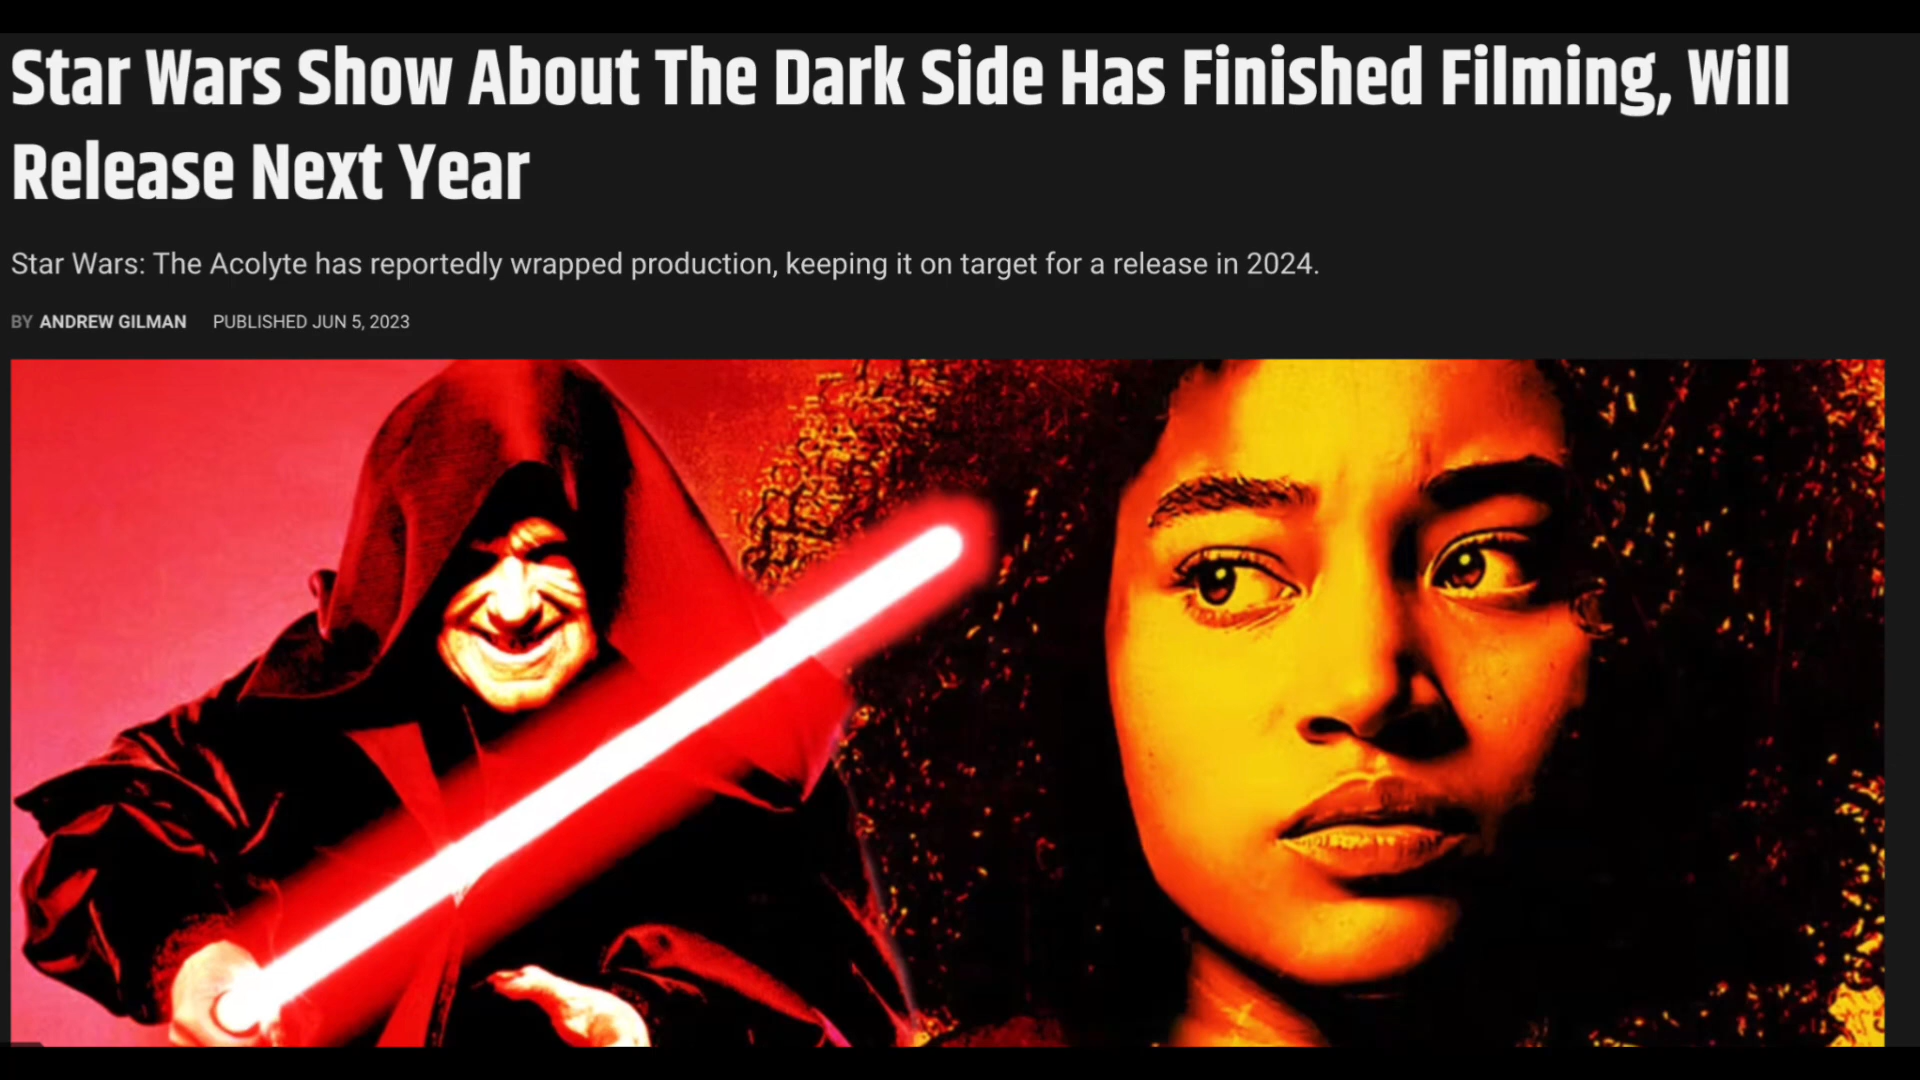 Star Wars Show About The Dark Side Has Finished Filming, Will
Release Next Year
Star Wars: The Acolyte has reportedly wrapped production, keeping it on target for a release in 2024.
BY ANDREW GILMAN PUBLISHED JUN 5, 2023